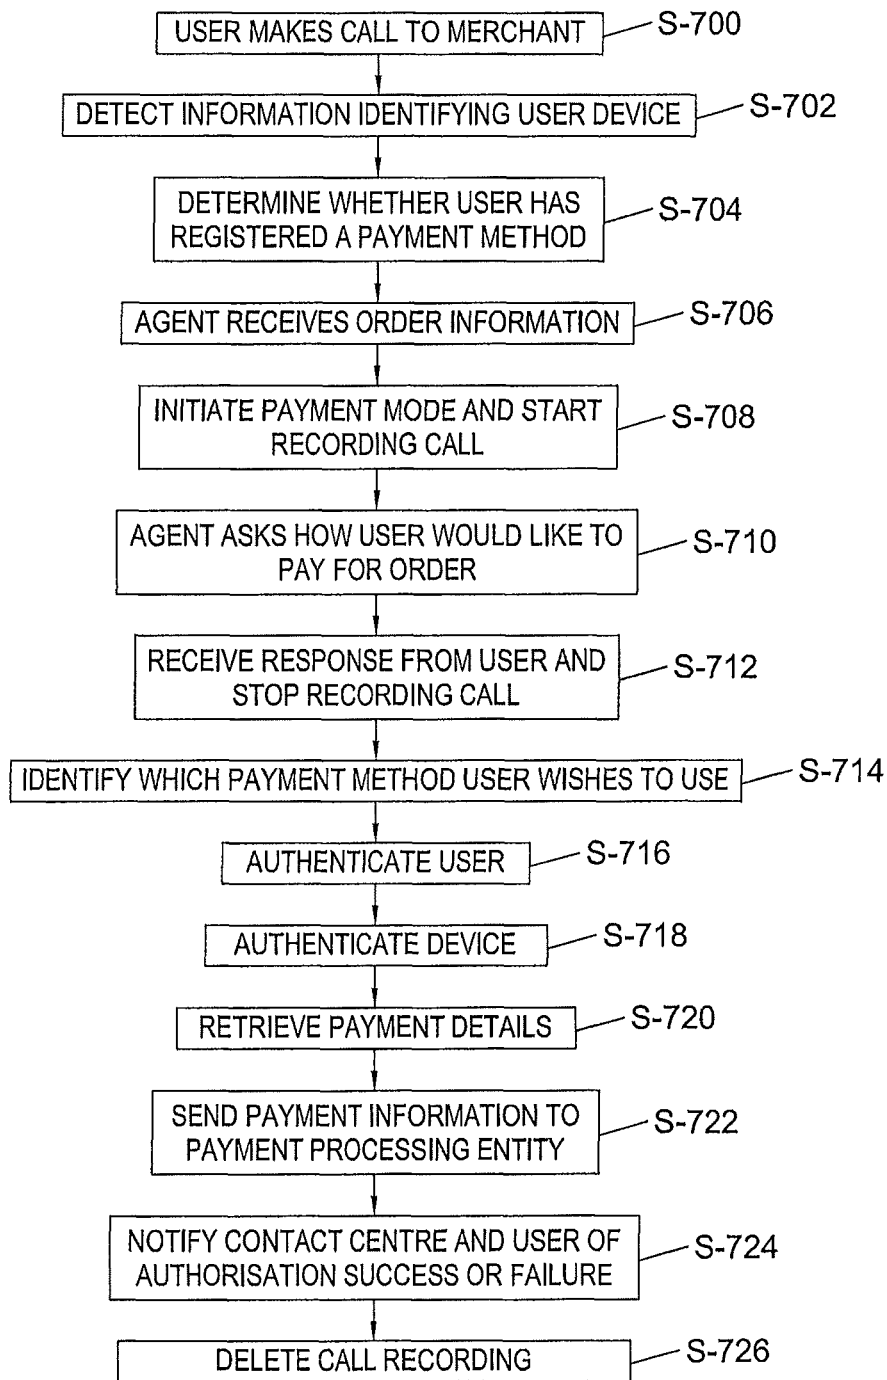 USER MAKES CALL TO MERCHANT S-700
DETECT INFORMATION IDENTIFYING USER DEVICE S-702
DETERMINE WHETHER USER HAS
REGISTERED A PAYMENT METHOD
S-704
AGENT RECEIVES ORDER INFORMATION S-706
INITIATE PAYMENT MODE AND START
RECORDING CALL
S-708
AGENT ASKS HOW USER WOULD LIKE TO
PAY FOR ORDER
S-710
RECEIVE RESPONSE FROM USER AND
STOP RECORDING CALL
S-712
IDENTIFY WHICH PAYMENT METHOD USER WISHES TO USE S-714
AUTHENTICATE USER S-716
AUTHENTICATE DEVICE S-718
RETRIEVE PAYMENT DETAILS S-720
SEND PAYMENT INFORMATION TO
PAYMENT PROCESSING ENTITY
S-722
NOTIFY CONTACT CENTRE AND USER OF
AUTHORISATION SUCCESS OR FAILURE
S-724
DELETE CALL RECORDING S-726